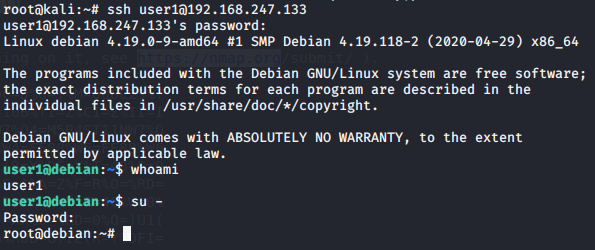 root@kali:~# ssh user1@192.168.247.133
user1@192.168.247.133's password:
Linux debian 4.19.0-9-amd64 #1 SMP Debian 4.19.118-2 (2020-04-29) x86_64

The programs included with the Debian GNU/Linux system are free software;
the exact distribution terms for each program are described in the
individual files in /usr/share/doc/*/copyright.

Debian GNU/Linux comes with ABSOLUTELY NO WARRANTY, to the extent
permitted by applicable law.
user1@debian:~$ whoami
user1
user1@debian:~$ su -
Password:
root@debian:~#